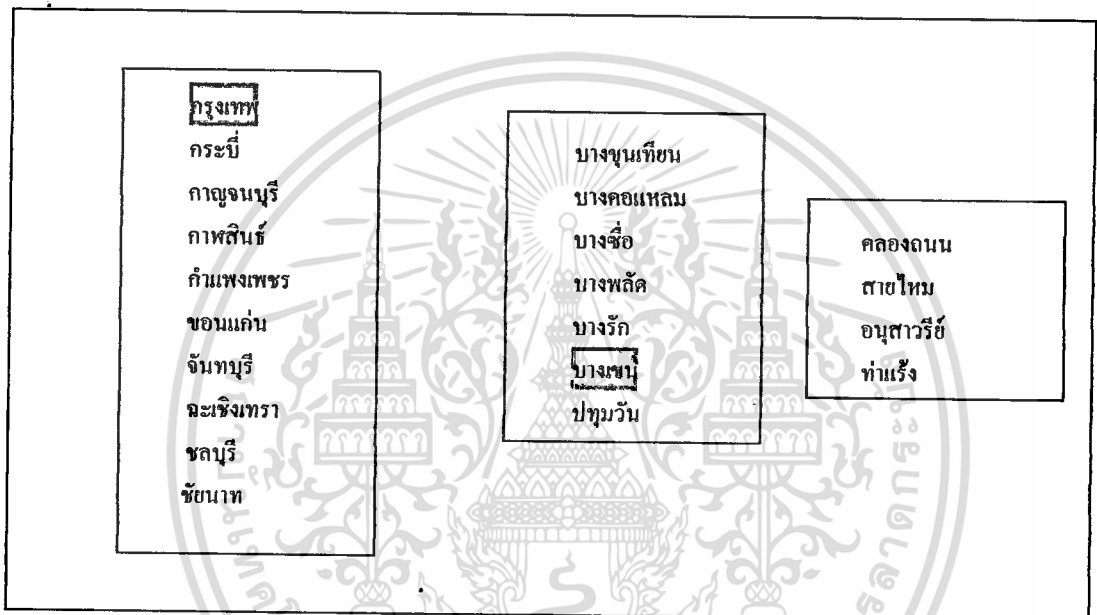 กรุงเทพ
กระบี่
กาญจนบุรี
กาฬสินธ์
กำแพงเพชร
ขอนแก่น
จันทบุรี
ฉะเชิงเทรา
ชลบุรี
ชัยนาท
บางขุนเทียน
บางคอแหลม
บางซื่อ
บางพลัด
บางรัก
บางเขน
ปทุมวัน
คลองถนน
สายไหม
อนุสาวรีย์
ท่าแร้ง